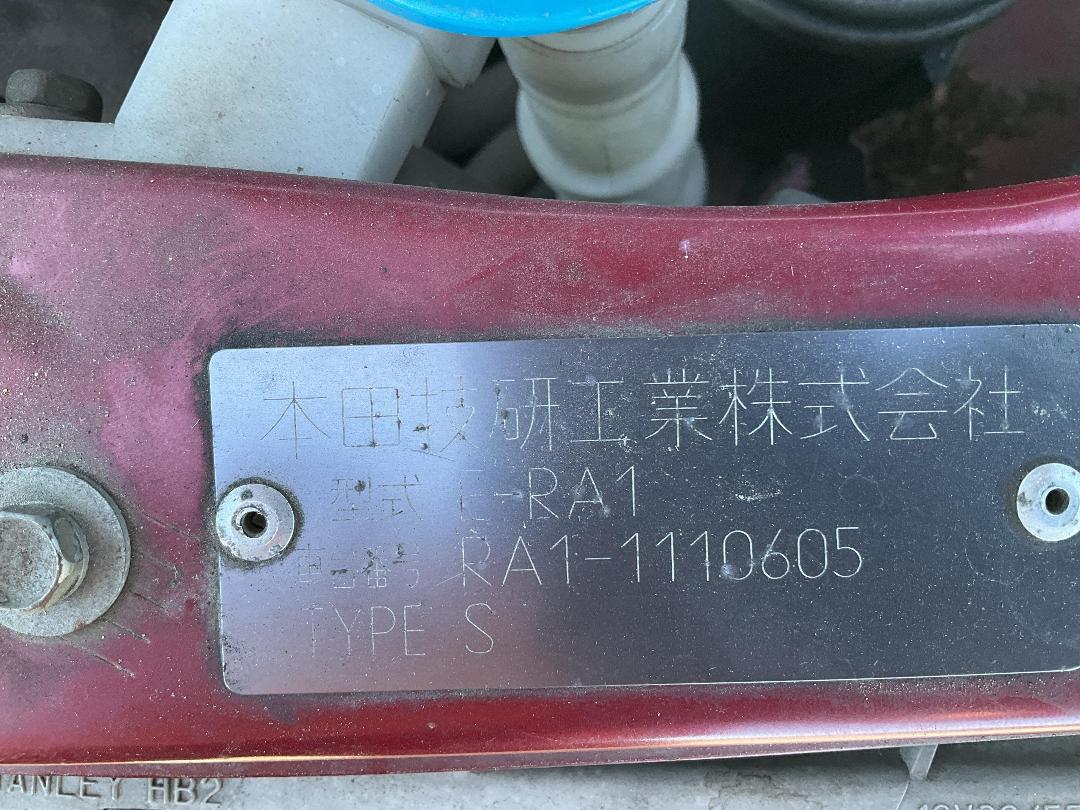 本田技研工業株式会社
型式 E-RA1
車台番号 RA1-1110605
TYPE S
STANLEY HB2